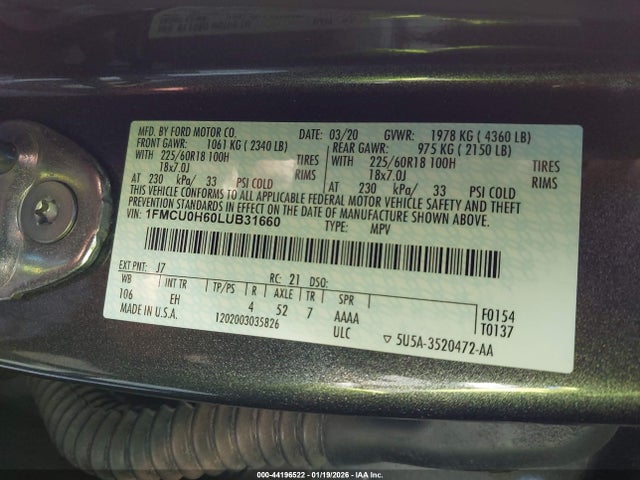 MFD. BY FORD MOTOR CO. DATE: 03/20 GVWR: 1978 KG ( 4360 LB)
FRONT GAWR: 1061 KG ( 2340 LB) REAR GAWR: 975 KG ( 2150 LB)
WITH 225/60R18 100H TIRES WITH 225/60R18 100H TIRES
18x7.0J RIMS 18x7.0J RIMS
AT 230 kPa/ 33 PSI COLD AT 230 kPa/ 33 PSI COLD
THIS VEHICLE CONFORMS TO ALL APPLICABLE FEDERAL MOTOR VEHICLE SAFETY AND THEFT
PREVENTION STANDARDS IN EFFECT ON THE DATE OF MANUFACTURE SHOWN ABOVE.
VIN: 1FMCU0H60LUB31660 TYPE: MPV
EXT PNT: J7 RC: 21 DSO:
WB INT TR TP/PS R AXLE TR SPR
106 EH 4 52 7 AAAA F0154
MADE IN U.S.A. 1202003035826 ULC T0137
▽ 5U5A-3520472-AA
000-44196522 - 01/19/2026 - IAA Inc.